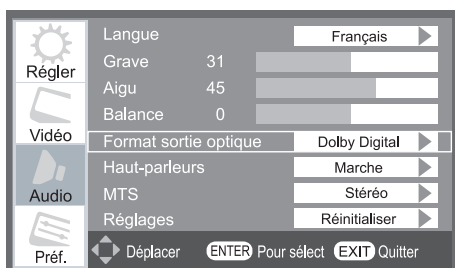 Régler
Vidéo
Audio
Préf.
Langue Français
Grave 31
Aigu 45
Balance 0
Format sortie optique Dolby Digital
Haut-parleurs Marche
MTS Stéréo
Réglages Réinitialiser
Déplacer ENTER Pour sélect EXIT Quitter